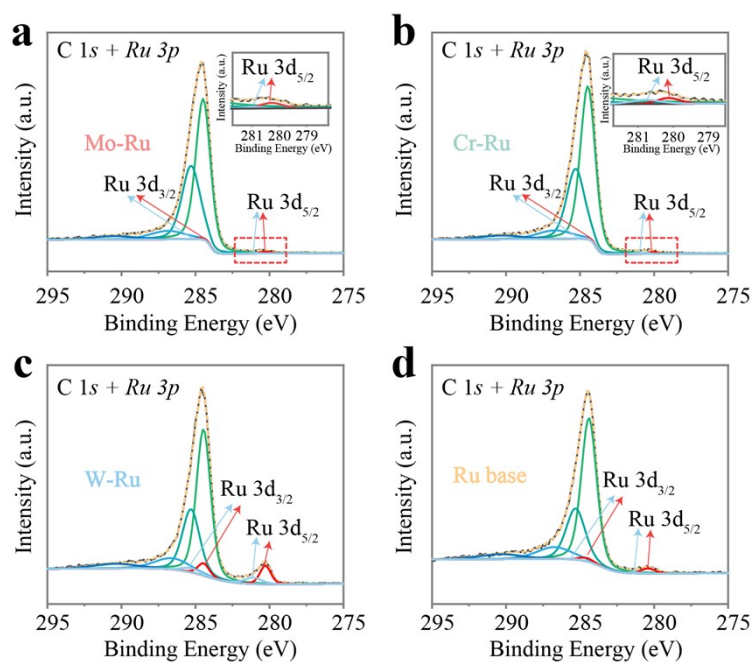 a
C 1s + Ru 3p
Ru 3d5/2
Intensity (a.u.)
281 280 279
Binding Energy (eV)
Mo-Ru
Ru 3d3/2
Ru 3d5/2
Intensity (a.u.)
295 290 285 280 275
Binding Energy (eV)
b
C 1s + Ru 3p
Ru 3d5/2
Intensity (a.u.)
281 280 279
Binding Energy (eV)
Cr-Ru
Ru 3d3/2
Ru 3d5/2
Intensity (a.u.)
295 290 285 280 275
Binding Energy (eV)
c
C 1s + Ru 3p
W-Ru
Ru 3d3/2
Ru 3d5/2
Intensity (a.u.)
295 290 285 280 275
Binding Energy (eV)
d
C 1s + Ru 3p
Ru base
Ru 3d3/2
Ru 3d5/2
Intensity (a.u.)
295 290 285 280 275
Binding Energy (eV)